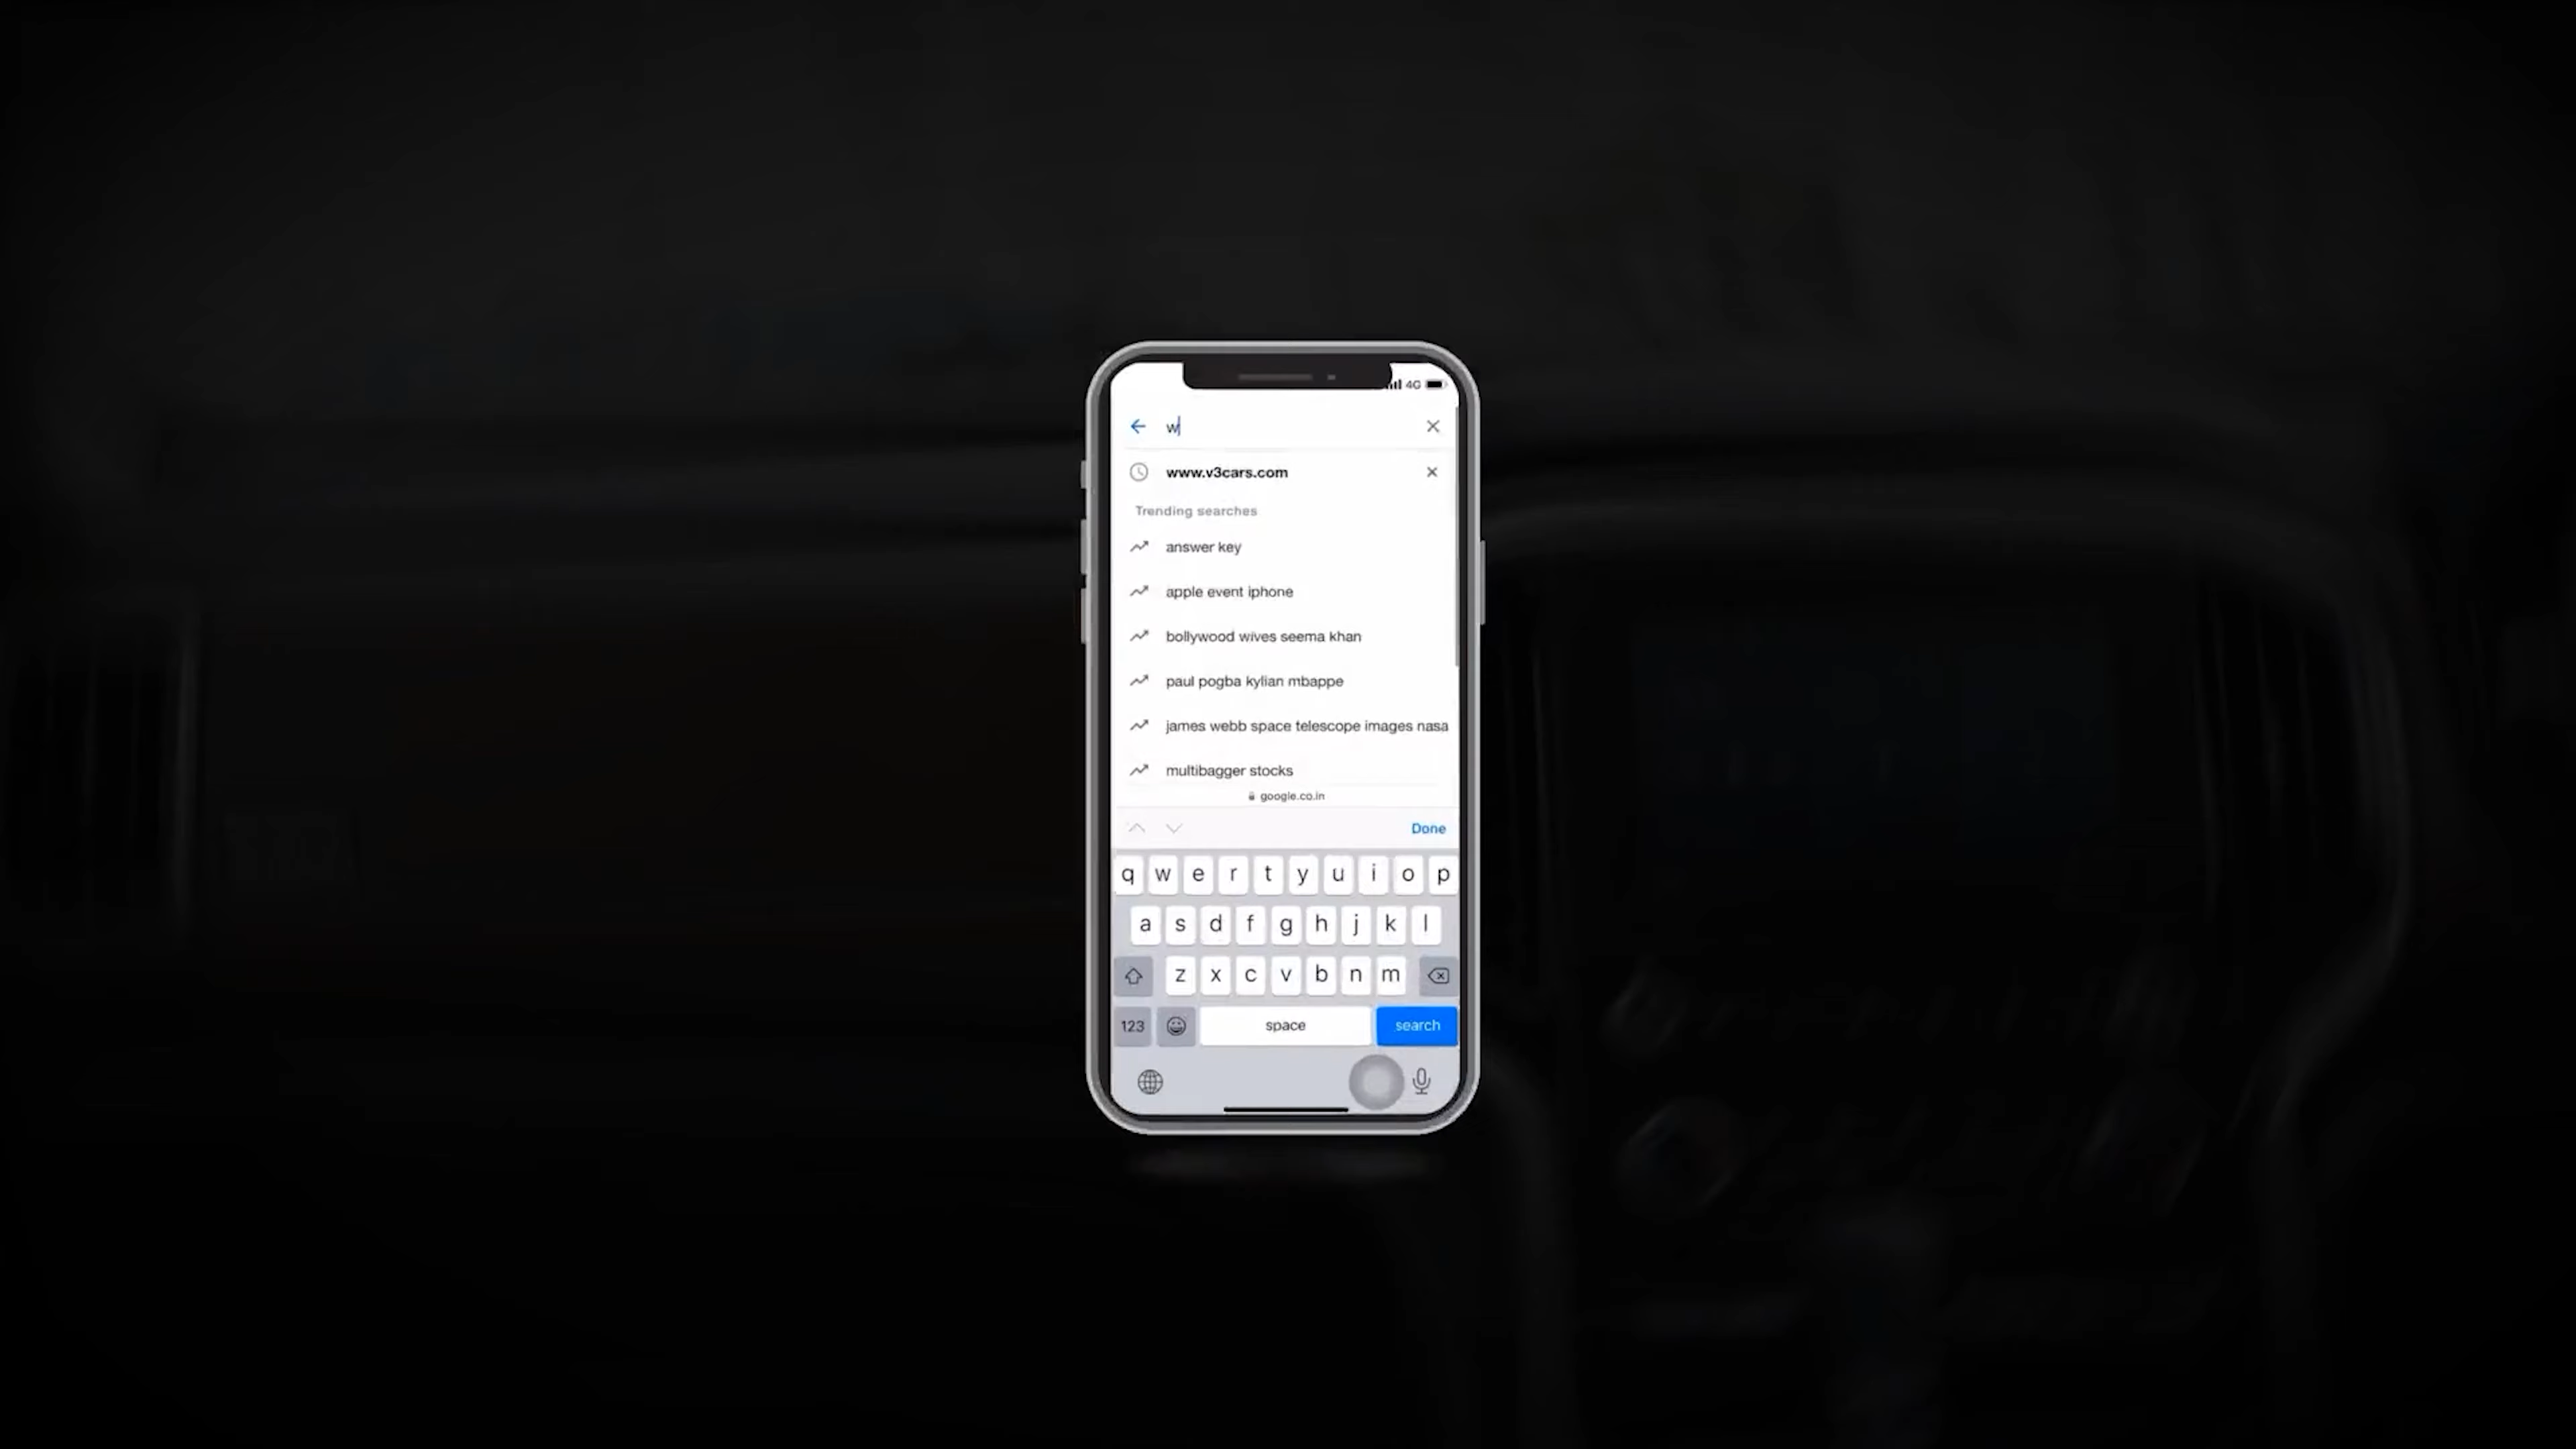 4G
w
www.v3cars.com
Trending searches
answer key
apple event iphone
bollywood wives seema khan
paul pogba kylian mbappe
james webb space telescope images nasa
multibagger stocks
google.co.in
Done
q w e r t y u i o p
a s d f g h j k l
z x c v b n m
123 space search